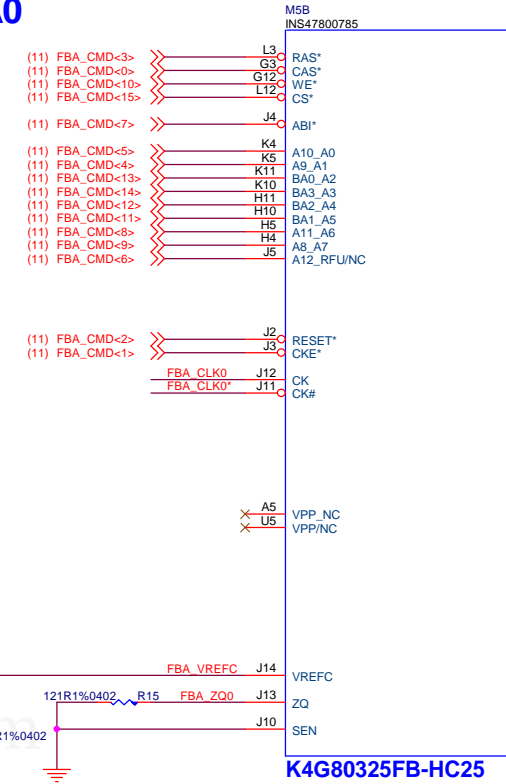 A0
M5B
INS47800785
(11) FBA_CMD<3> L3 RAS*
(11) FBA_CMD<0> G3 CAS*
(11) FBA_CMD<10> G12 WE*
(11) FBA_CMD<15> L12 CS*
(11) FBA_CMD<7> J4 ABI*
(11) FBA_CMD<5> K4 A10_A0
(11) FBA_CMD<4> K5 A9_A1
(11) FBA_CMD<13> K11 BA0_A2
(11) FBA_CMD<14> K10 BA3_A3
(11) FBA_CMD<12> H11 BA2_A4
(11) FBA_CMD<11> H10 BA1_A5
(11) FBA_CMD<8> H5 A11_A6
(11) FBA_CMD<9> H4 A8_A7
(11) FBA_CMD<6> J5 A12_RFU/NC
(11) FBA_CMD<2> J2 RESET*
(11) FBA_CMD<1> J3 CKE*
FBA_CLK0 J12 CK
FBA_CLK0* J11 CK#
A5 VPP_NC
U5 VPP/NC
FBA_VREFC J14 VREFC
121R1%0402 R15 FBA_ZQ0 J13 ZQ
J10 SEN
R1%0402
K4G80325FB-HC25